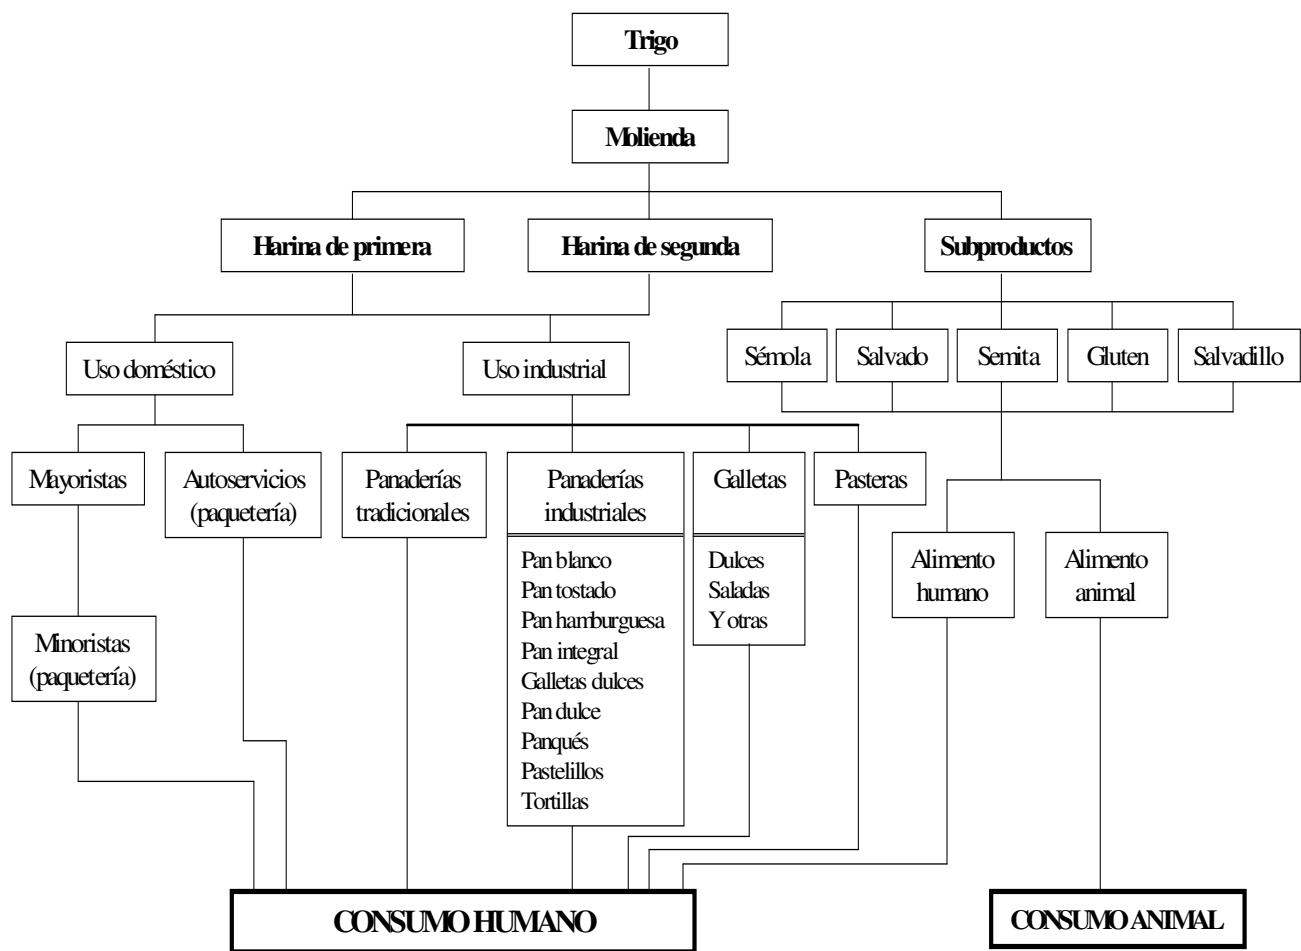 Trigo
Molienda
Harina de primera
Harina de segunda
Subproductos
Uso doméstico
Uso industrial
Sémola
Salvado
Semita
Gluten
Salvadillo
Mayoristas
Autoservicios
(paquetería)
Panaderías
tradicionales
Panaderías
industriales
Galletas
Pasteras
Pan blanco
Pan tostado
Pan hamburguesa
Pan integral
Galletas dulces
Pan dulce
Panqués
Pastelillos
Tortillas
Dulces
Saladas
Y otras
Alimento
humano
Alimento
animal
Minoristas
(paquetería)
CONSUMO HUMANO
CONSUMO ANIMAL